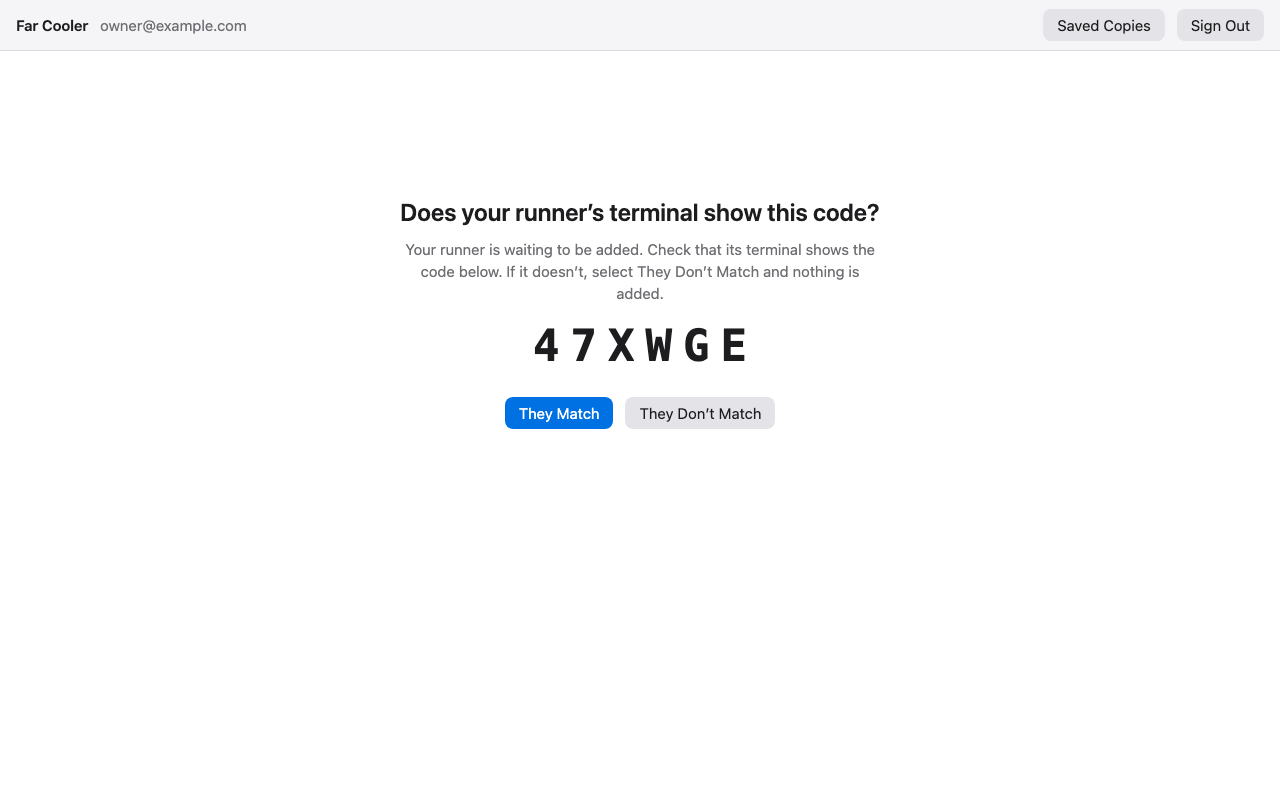 Far Cooler owner@example.com Saved Copies Sign Out
Does your runner’s terminal show this code?
Your runner is waiting to be added. Check that its terminal shows the
code below. If it doesn’t, select They Don’t Match and nothing is
added.
47XWGE
They Match They Don’t Match